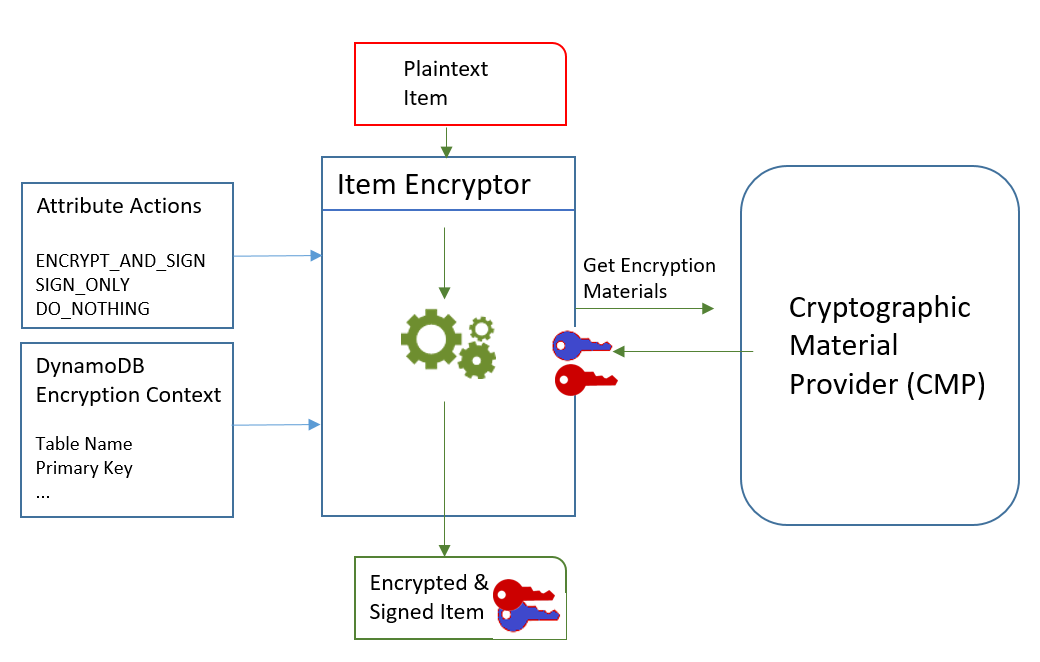 Plaintext
Item
Item Encryptor
Attribute Actions
ENCRYPT_AND_SIGN
SIGN_ONLY
DO_NOTHING
DynamoDB
Encryption Context
Table Name
Primary Key
...
Get Encryption
Materials
Cryptographic
Material
Provider (CMP)
Encrypted &
Signed Item